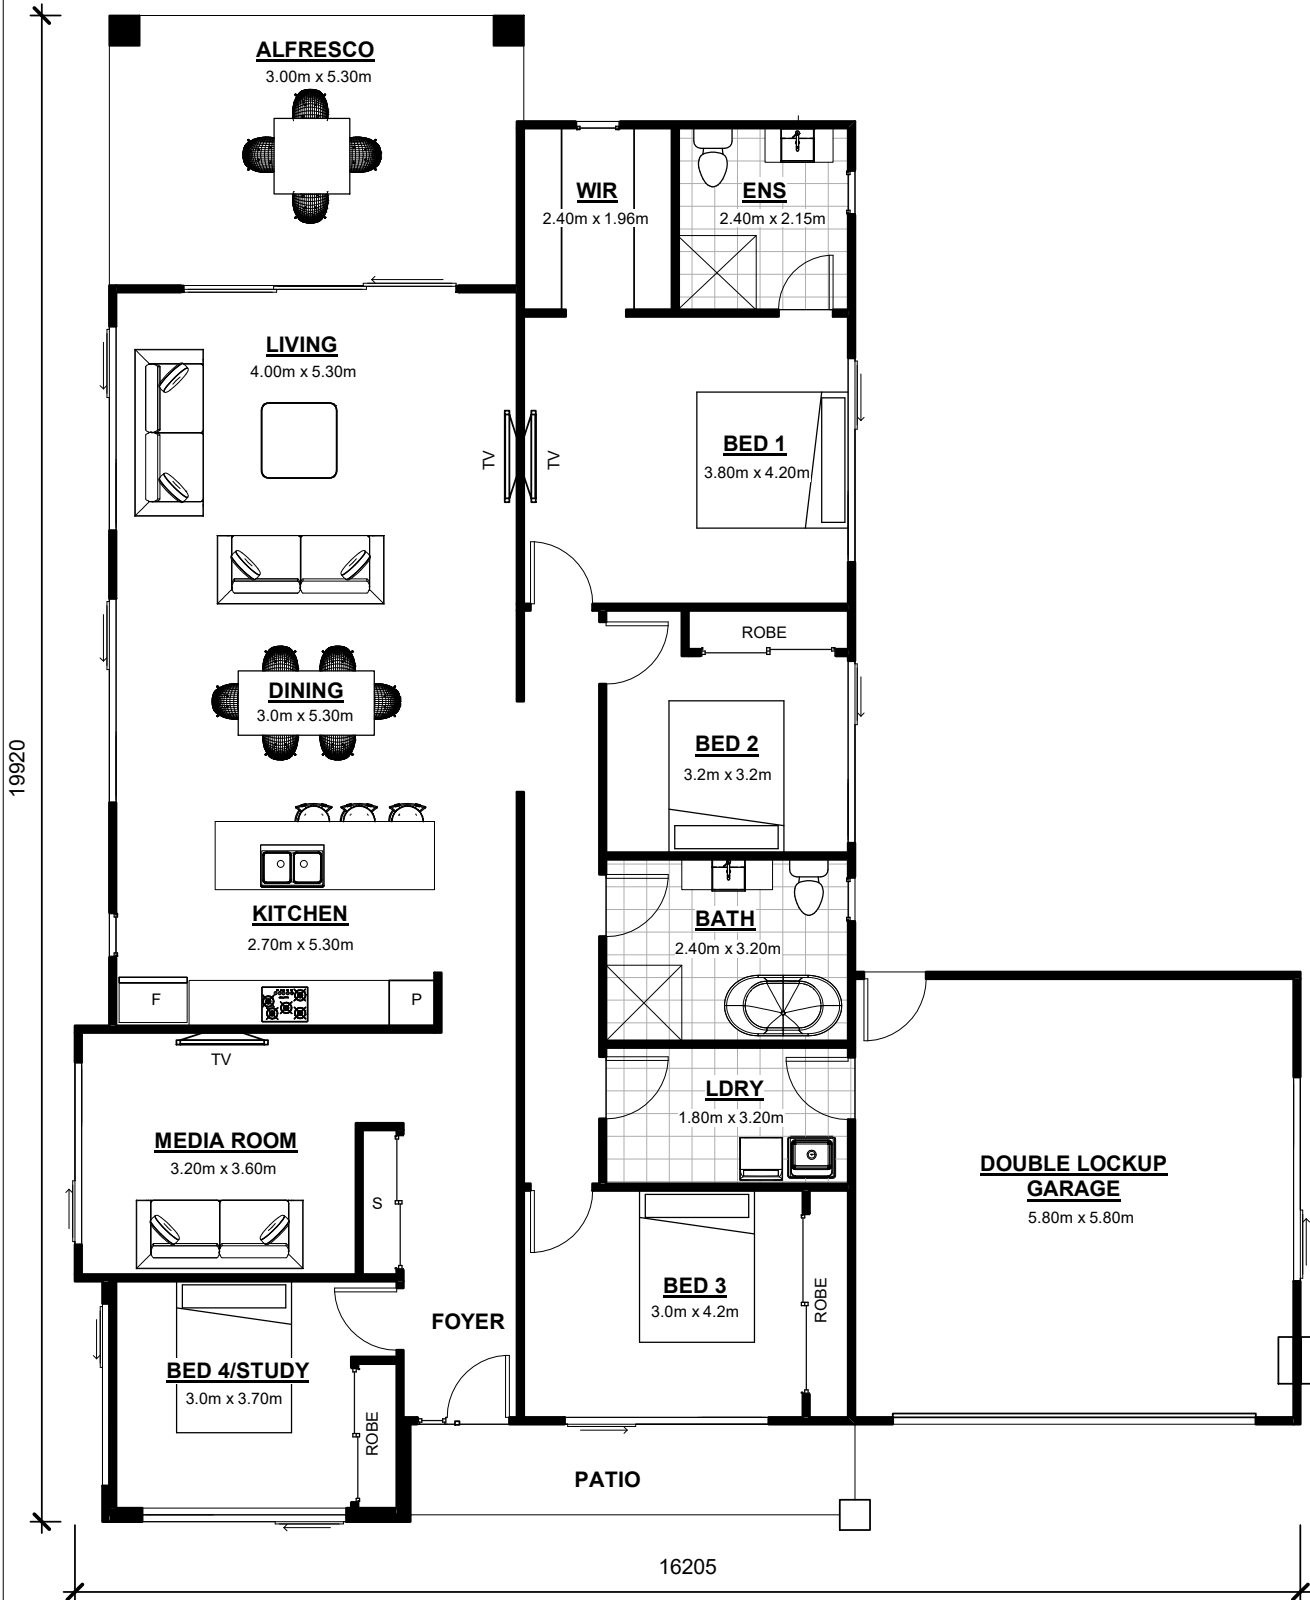 ALFRESCO
3.00m x 5.30m
WIR
2.40m x 1.96m
ENS
2.40m x 2.15m
LIVING
4.00m x 5.30m
TV
TV
BED 1
3.80m x 4.20m
ROBE
DINING
3.0m x 5.30m
BED 2
3.2m x 3.2m
19920
KITCHEN
2.70m x 5.30m
BATH
2.40m x 3.20m
F
P
TV
LDRY
1.80m x 3.20m
MEDIA ROOM
3.20m x 3.60m
S
DOUBLE LOCKUP
GARAGE
5.80m x 5.80m
BED 3
3.0m x 4.2m
ROBE
FOYER
BED 4/STUDY
3.0m x 3.70m
ROBE
PATIO
16205